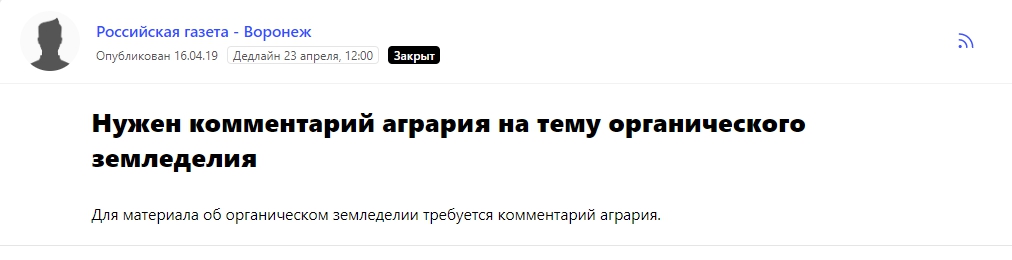 Российская газета - Воронеж
Опубликован 16.04.19 Дедлайн 23 апреля, 12:00 Закрыт
Нужен комментарий агрария на тему органического
земледелия
Для материала об органическом земледелии требуется комментарий агрария.